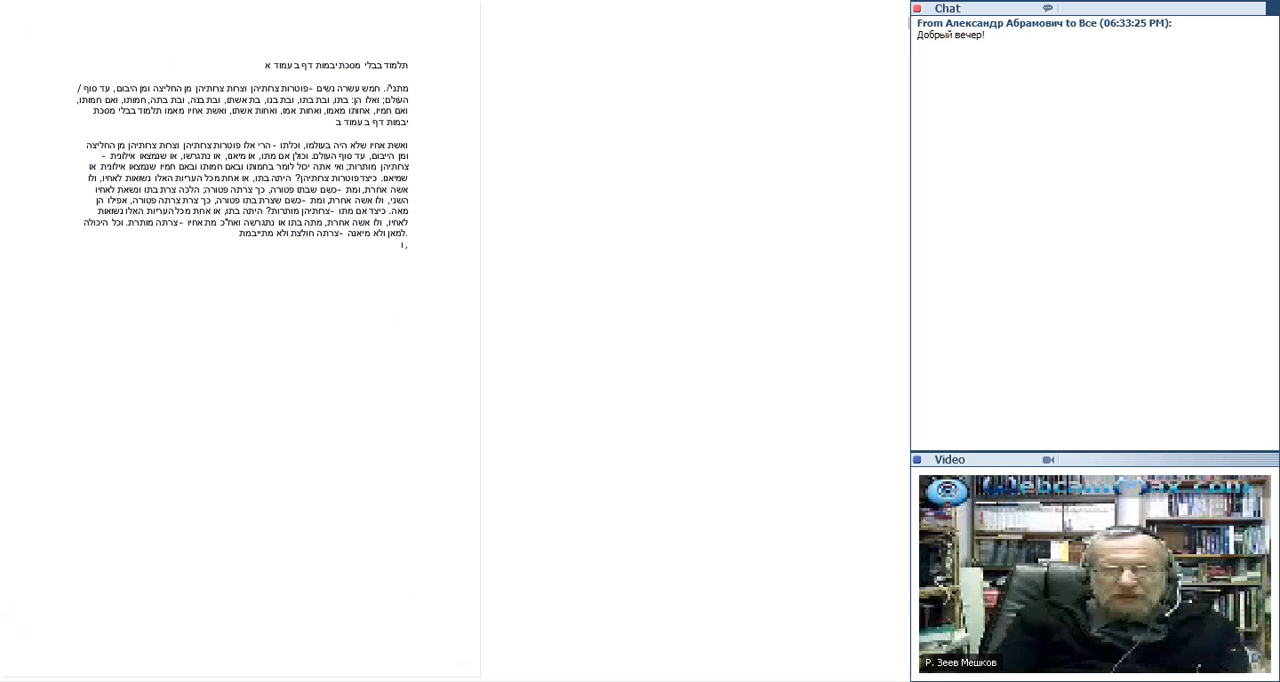 תלמוד בבלי מסכת יבמות דף ב עמוד א
מתני'/. חמש עשרה נשים - פוטרות צרותיהן וצרות צרותיהן מן החליצה ומן היבום, עד סוף /
העולם; ואלו הן: בתו, ובת בתו, ובת בנו, ובת אשתו, ובת בנה, ובת בתה, חמותו, ואם חמותו,
ואם חמיו, אחותו מאמו, ואחות אמו, ואחות אשתו, ואשת אחיו מאמו תלמוד בבלי מסכת
יבמות דף ב עמוד ב
ואשת אחיו שלא היה בעולמו, וכלתו - הרי אלו פוטרות צרותיהן וצרת צרותיהן מן החליצה
ומן הייבום, עד סוף העולם. וכולן אם מתו, או מיאנו, או נתגרשו, או שנמצאו אילונית -
צרותיהן מותרות; ואי אתה יכול לומר בחמותו ובאם חמותו ובאם חמיו שנמצאו אילונית או
שמיאנו. כיצד פוטרות צרותיהן? היתה בתו, או אחת מכל העריות האלו נשואות לאחיו, ולו
אשה אחרת, ומת - כשם שבתו פטורה, כך צרתה פטורה; הלכה צרת בתו ונשאת לאחיו
השני, ולו אשה אחרת, ומת - כשם שצרת בתו פטורה, כך צרת צרתה פטורה, אפילו הן
מאה. כיצד אם מתו - צרותיהן מותרות? היתה בתו, או אחת מכל העריות האלו נשואות
לאחיו, ולו אשה אחרת, מתה בתו או נתגרשה ואח"כ מת אחיו - צרתה מותרת. וכל היכולה
.למאן ולא מיאנה - צרתה חולצת ולא מתייבמת
, ו
Chat
From Александр Абрамович to Все (06:33:25 PM):
Добрый вечер!
Video
Р. Зеев Мешков